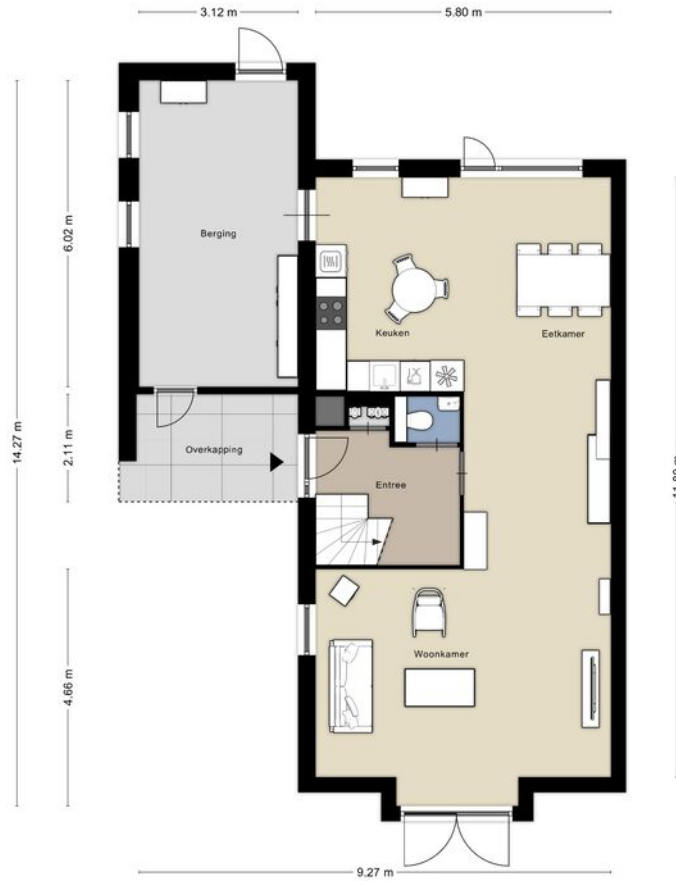 3.12 m
5.80 m
Berging
6.02 m
Keuken
Eetkamer
14.27 m
2.11 m
Overkapping
Entree
Woonkamer
4.66 m
9.27 m